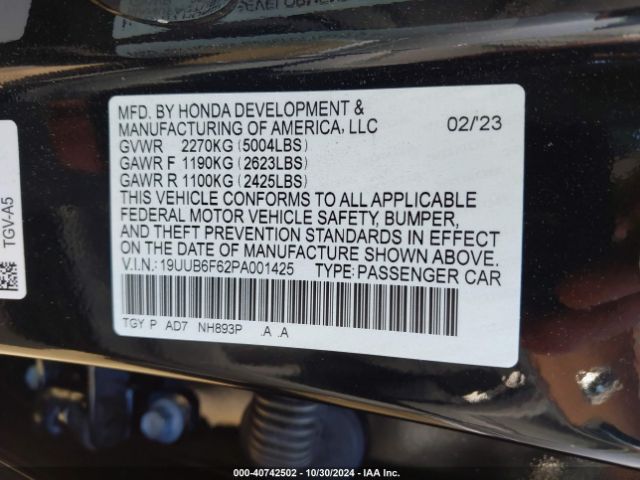 MFD. BY HONDA DEVELOPMENT &
MANUFACTURING OF AMERICA, LLC 02/'23
GVWR 2270KG (5004LBS)
GAWR F 1190KG (2623LBS)
GAWR R 1100KG (2425LBS)
THIS VEHICLE CONFORMS TO ALL APPLICABLE
FEDERAL MOTOR VEHICLE SAFETY, BUMPER,
AND THEFT PREVENTION STANDARDS IN EFFECT
ON THE DATE OF MANUFACTURE SHOWN ABOVE.
V.I.N.: 19UUB6F62PA001425 TYPE: PASSENGER CAR
TGY P AD7 NH893P .A .A
TGV-A5
000-40742502 - 10/30/2024 - IAA Inc.